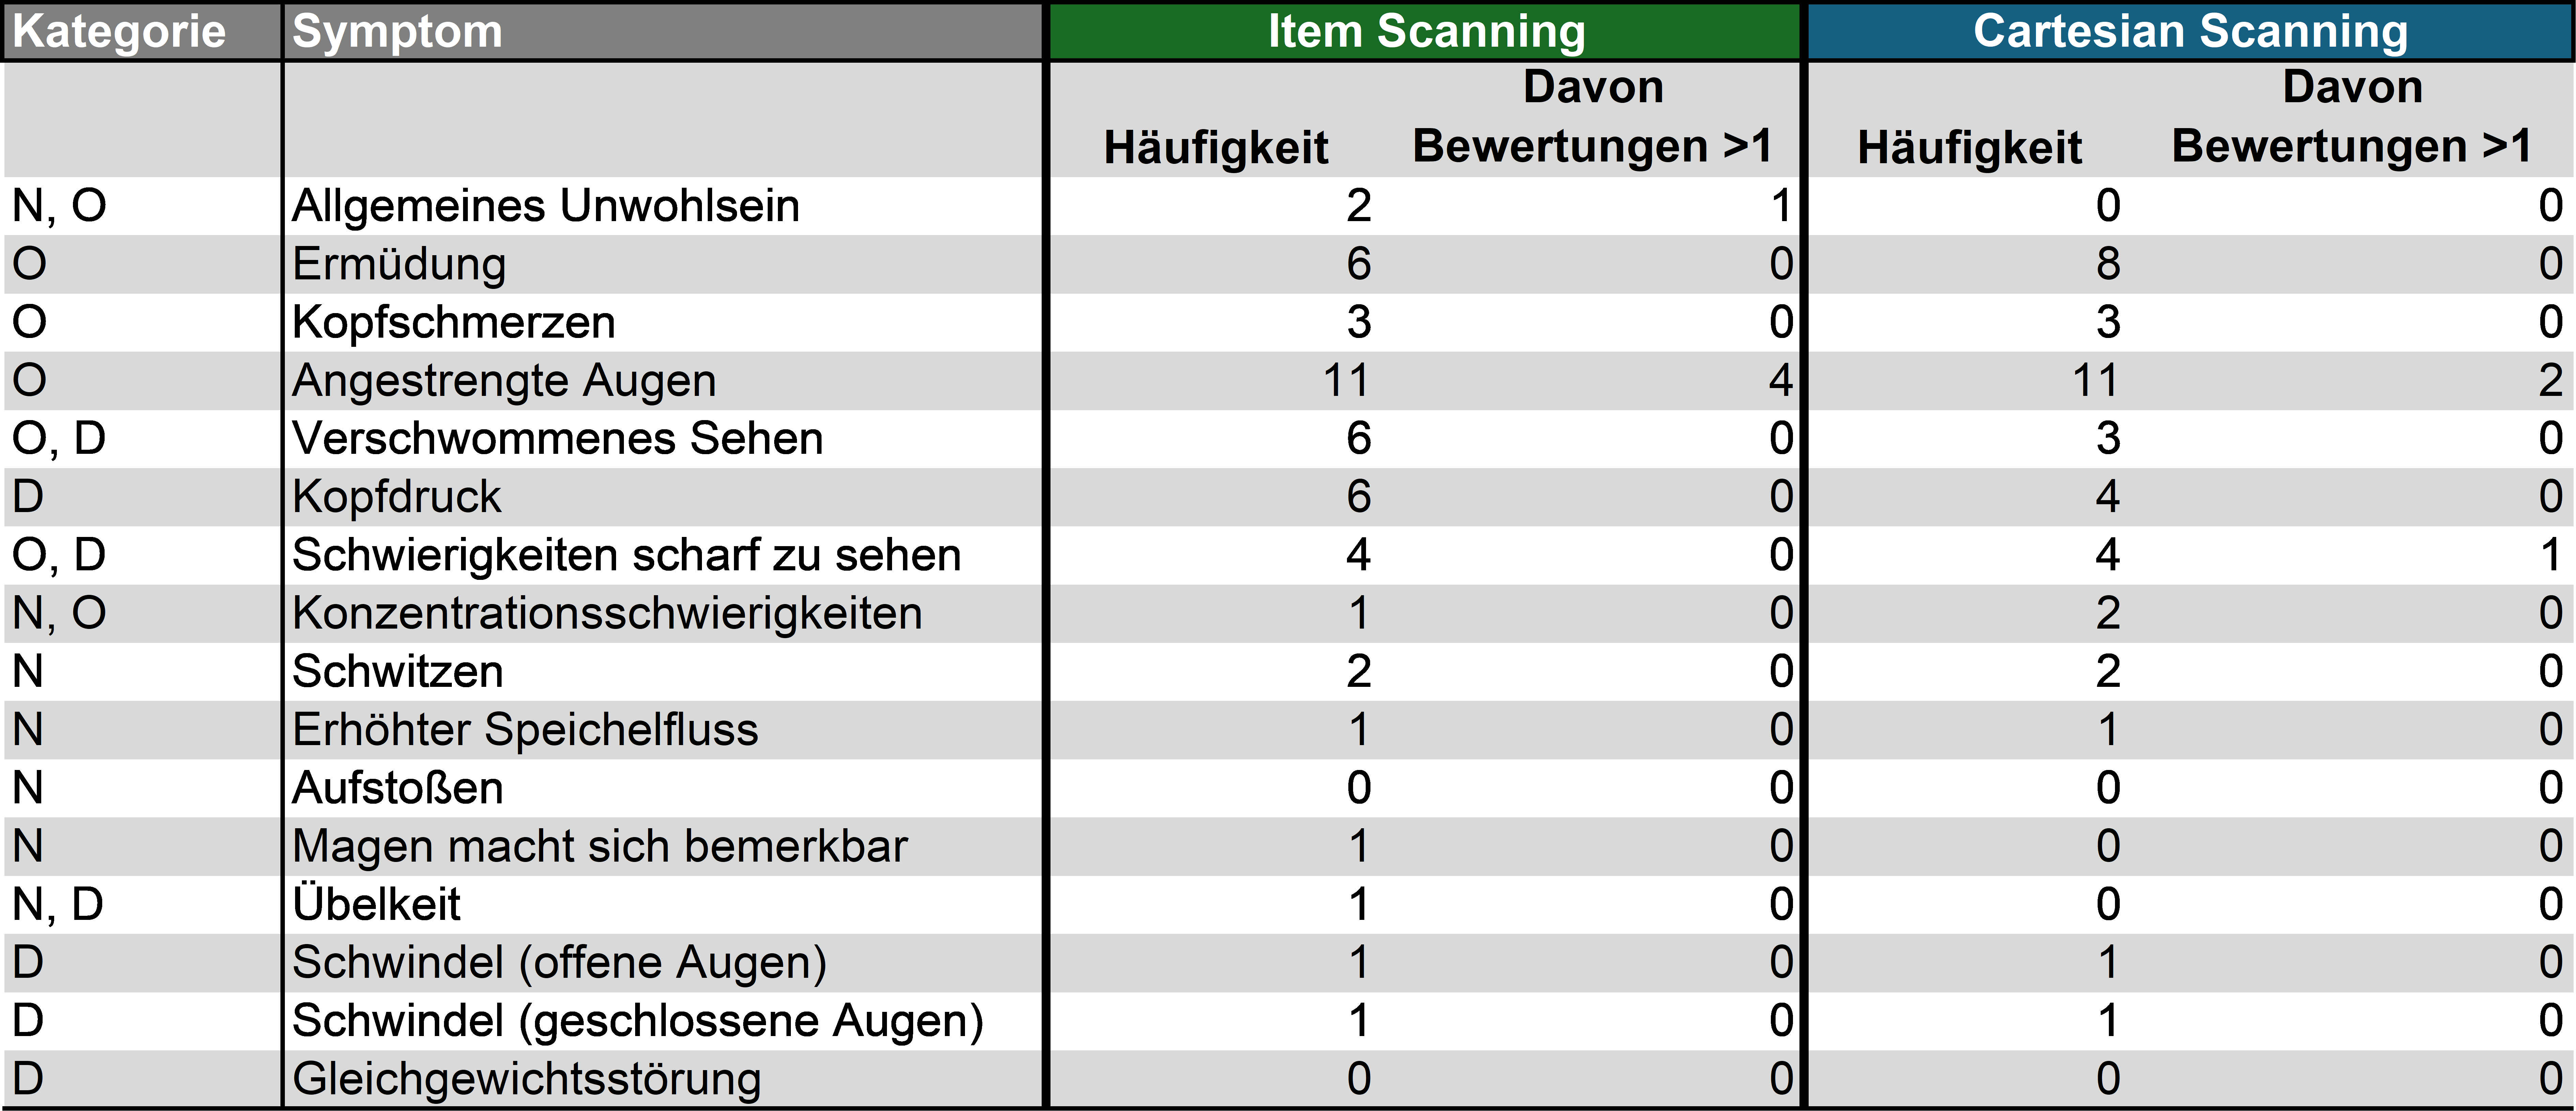 Kategorie Symptom Item Scanning Cartesian Scanning
Häufigkeit Davon Bewertungen >1 Häufigkeit Davon Bewertungen >1
N, O Allgemeines Unwohlsein 2 1 0 0
O Ermüdung 6 0 8 0
O Kopfschmerzen 3 0 3 0
O Angestrengte Augen 11 4 11 2
O, D Verschwommenes Sehen 6 0 3 0
D Kopfdruck 6 0 4 0
O, D Schwierigkeiten scharf zu sehen 4 0 4 1
N, O Konzentrationsschwierigkeiten 1 0 2 0
N Schwitzen 2 0 2 0
N Erhöhter Speichelfluss 1 0 1 0
N Aufstoßen 0 0 0 0
N Magen macht sich bemerkbar 1 0 0 0
N, D Übelkeit 1 0 0 0
D Schwindel (offene Augen) 1 0 1 0
D Schwindel (geschlossene Augen) 1 0 1 0
D Gleichgewichtsstörung 0 0 0 0